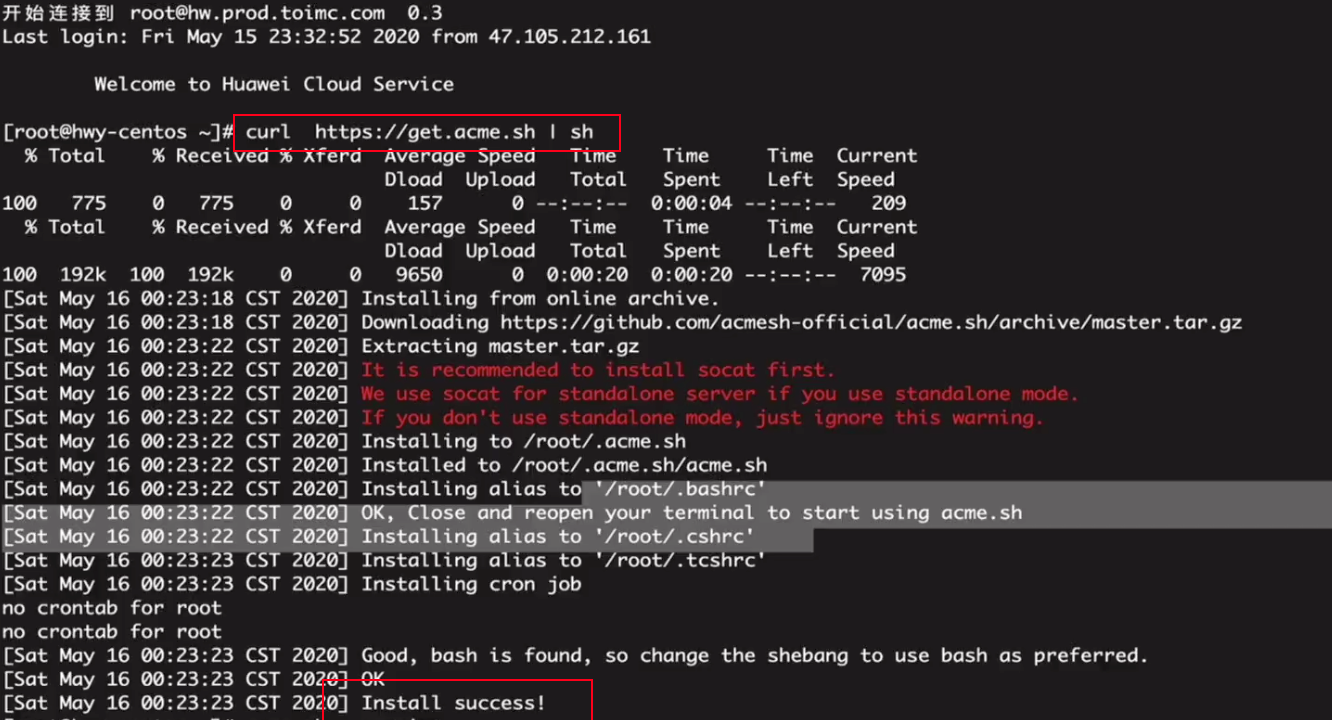 开始连接到 root@hw.prod.toimc.com 0.3
Last login: Fri May 15 23:32:52 2020 from 47.105.212.161
Welcome to Huawei Cloud Service
[root@hwy-centos ~]# curl  https://get.acme.sh | sh
% Total    % Received % Xferd  Average Speed   Time    Time     Time  Current
Dload  Upload   Total   Spent    Left  Speed
100   775    0   775    0     0    157      0 --:--:--  0:00:04 --:--:--   209
% Total    % Received % Xferd  Average Speed   Time    Time     Time  Current
Dload  Upload   Total   Spent    Left  Speed
100  192k  100  192k    0     0   9650      0  0:00:20  0:00:20 --:--:--  7095
[Sat May 16 00:23:18 CST 2020] Installing from online archive.
[Sat May 16 00:23:18 CST 2020] Downloading https://github.com/acmesh-official/acme.sh/archive/master.tar.gz
[Sat May 16 00:23:22 CST 2020] Extracting master.tar.gz
[Sat May 16 00:23:22 CST 2020] It is recommended to install socat first.
[Sat May 16 00:23:22 CST 2020] We use socat for standalone server if you use standalone mode.
[Sat May 16 00:23:22 CST 2020] If you don't use standalone mode, just ignore this warning.
[Sat May 16 00:23:22 CST 2020] Installing to /root/.acme.sh
[Sat May 16 00:23:22 CST 2020] Installed to /root/.acme.sh/acme.sh
[Sat May 16 00:23:22 CST 2020] Installing alias to '/root/.bashrc'
[Sat May 16 00:23:22 CST 2020] OK, Close and reopen your terminal to start using acme.sh
[Sat May 16 00:23:22 CST 2020] Installing alias to '/root/.cshrc'
[Sat May 16 00:23:23 CST 2020] Installing alias to '/root/.tcshrc'
[Sat May 16 00:23:23 CST 2020] Installing cron job
no crontab for root
no crontab for root
[Sat May 16 00:23:23 CST 2020] Good, bash is found, so change the shebang to use bash as preferred.
[Sat May 16 00:23:23 CST 2020] OK
[Sat May 16 00:23:23 CST 2020] Install success!